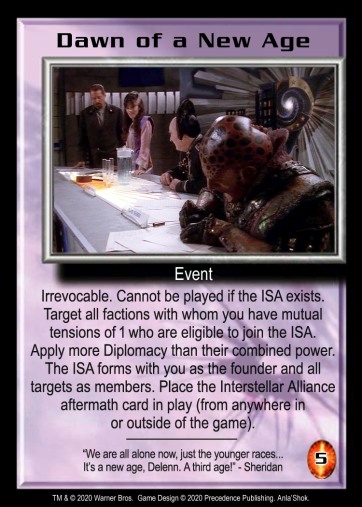 Dawn of a New Age
Event
Irrevocable. Cannot be played if the ISA exists.
Target all factions with whom you have mutual
tensions of 1 who are eligible to join the ISA.
Apply more Diplomacy than their combined power.
The ISA forms with you as the founder and all
targets as members. Place the Interstellar Alliance
aftermath card in play (from anywhere in
or outside of the game).
"We are all alone now, just the younger races...
It's a new age, Delenn. A third age!" - Sheridan
5
TM & © 2020 Warner Bros. Game Design © 2020 Precedence Publishing. Anla'Shok.